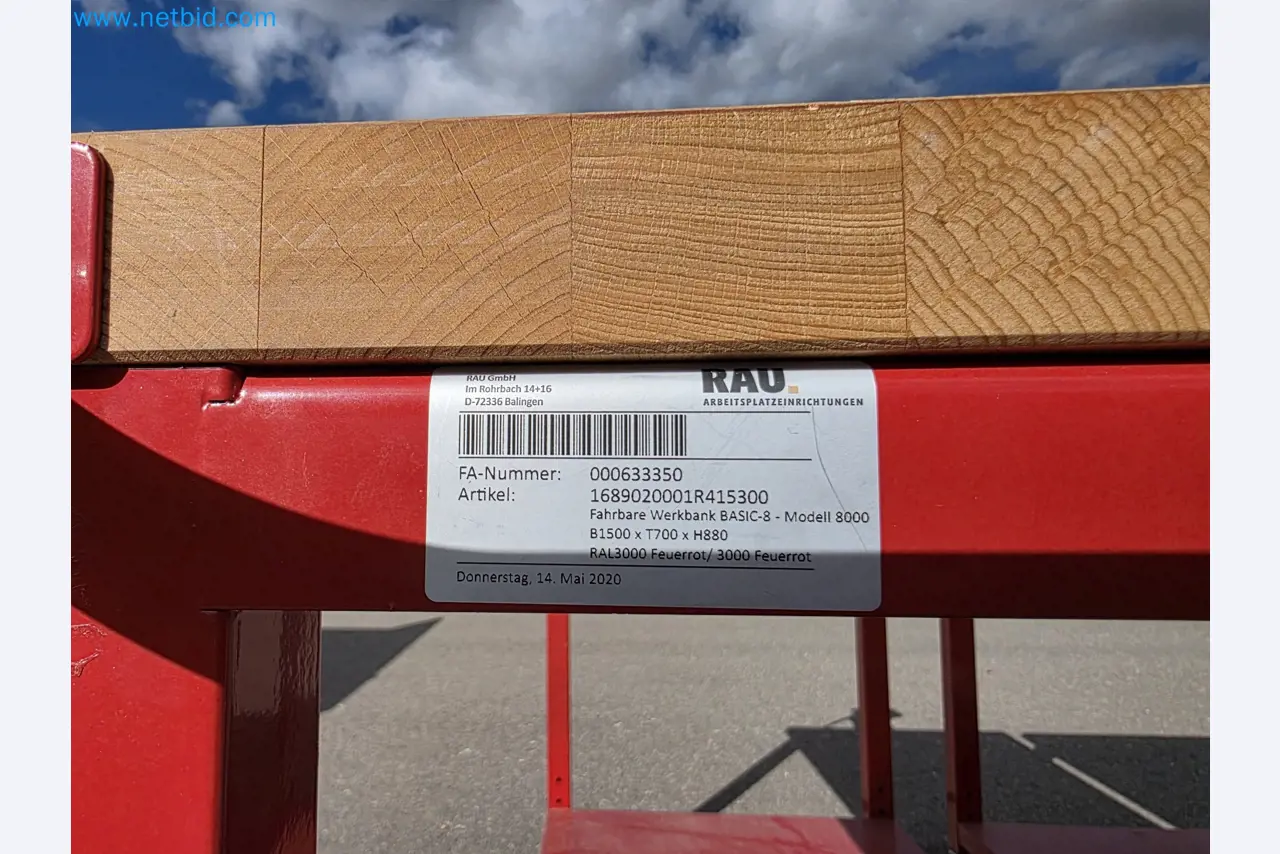 www.netbid.com
RAU GmbH
Im Rohrbach 14+16
D-72336 Balingen
RAU.
ARBEITSPLATZEINRICHTUNGEN
FA-Nummer: 000633350
Artikel: 1689020001R415300
Fahrbare Werkbank BASIC-8 - Modell 8000
B1500 x T700 x H880
RAL3000 Feuerrot/ 3000 Feuerrot
Donnerstag, 14. Mai 2020